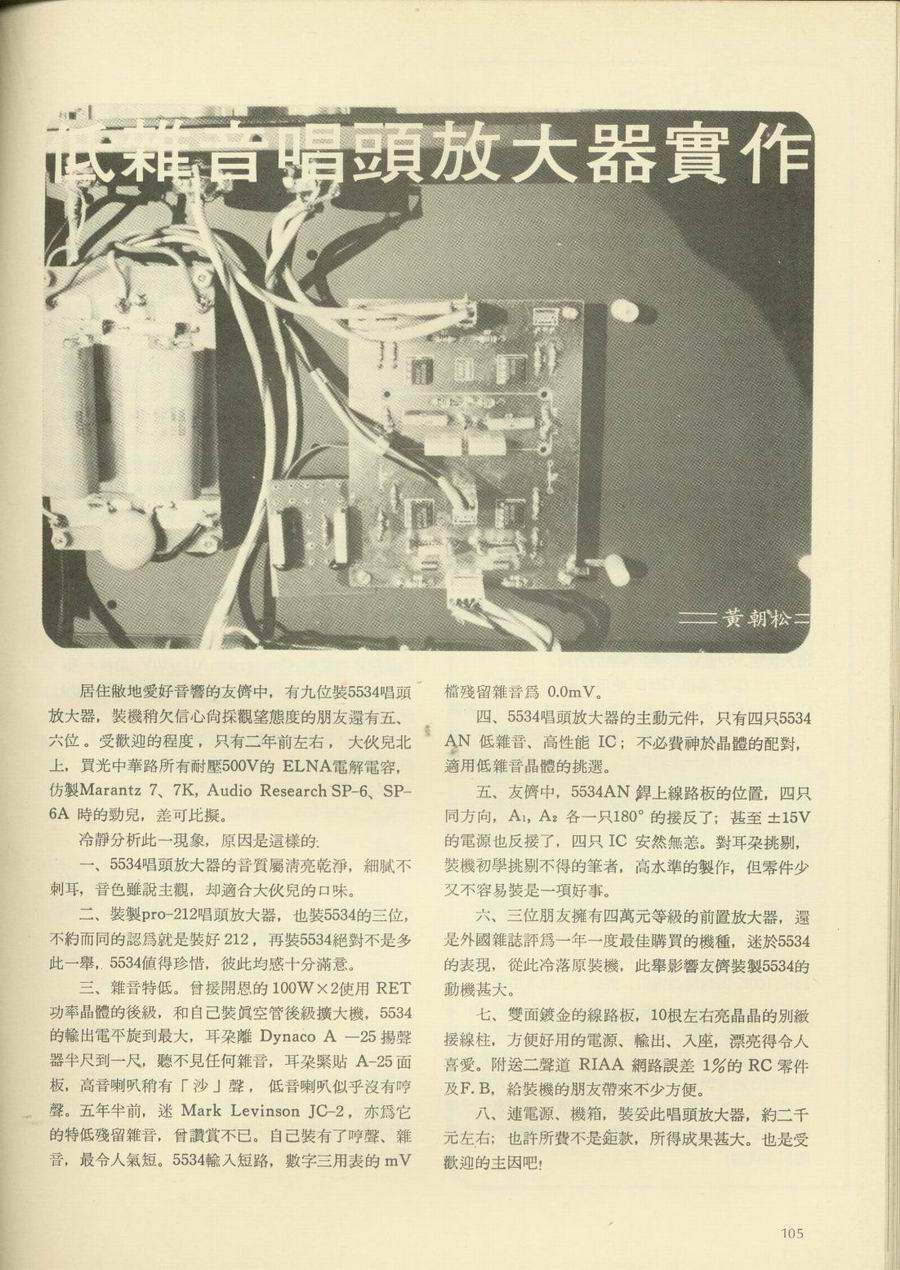 低雜音唱頭放大器實作
黃朝松
居住敝地愛好音響的友儕中，有九位裝5534唱頭
放大器，裝機稍欠信心尙採觀望態度的朋友還有五、
六位。受歡迎的程度，只有二年前左右，大伙兒北
上，買光中華路所有耐壓500V的 ELNA電解電容，
仿製Marantz 7、7K, Audio Research SP-6、SP-
6A 時的勁兒，差可比擬。
冷靜分析此一現象，原因是這樣的:
一、5534唱頭放大器的音質屬淸亮乾淨，細膩不
刺耳，音色雖說主觀，却適合大伙兒的口味。
二、裝製pro-212唱頭放大器，也裝5534的三位，
不約而同的認爲就是裝好 212，再裝5534絕對不是多
此一舉，5534値得珍惜，彼此均感十分滿意。
三、雜音特低。曾接開恩的 100W×2使用 RET
功率晶體的後級，和自己裝眞空管後級擴大機，5534
的輸出電平旋到最大，耳朶離 Dynaco A —25 揚聲
器半尺到一尺，聽不見任何雜音，耳朶緊貼 A-25 面
板，高音喇叭稍有「沙」聲，低音喇叭似乎沒有哼
聲。五年半前，迷 Mark Levinson JC-2，亦爲它
的特低殘留雜音，曾讚賞不已。自己裝有了哼聲、雜
音，最令人氣短。5534輸入短路，數字三用表的 mV
檔殘留雜音爲 0.0mV。
四、5534唱頭放大器的主動元件，只有四只5534
AN 低雜音、高性能 IC；不必費神於晶體的配對，
適用低雜音晶體的挑選。
五、友儕中，5534AN 銲上線路板的位置，四只
同方向，A₁，A₂ 各一只180° 的接反了；甚至 ±15V
的電源也反接了，四只 IC 安然無恙。對耳朶挑剔，
裝機初學挑剔不得的筆者，高水準的製作，但零件少
又不容易裝是一項好事。
六、三位朋友擁有四萬元等級的前置放大器，還
是外國雜誌評爲一年一度最佳購買的機種，迷於5534
的表現，從此冷落原裝機，此舉影響友儕裝製5534的
動機甚大。
七、雙面鍍金的線路板，10根左右亮晶晶的別緻
接線柱，方便好用的電源、輸出、入座，漂亮得令人
喜愛。附送二聲道 RIAA 網路誤差 1%的 RC 零件
及F.B，給裝機的朋友帶來不少方便。
八、連電源、機箱，裝妥此唱頭放大器，約二千
元左右；也許所費不是鉅款，所得成果甚大。也是受
歡迎的主因吧!
105